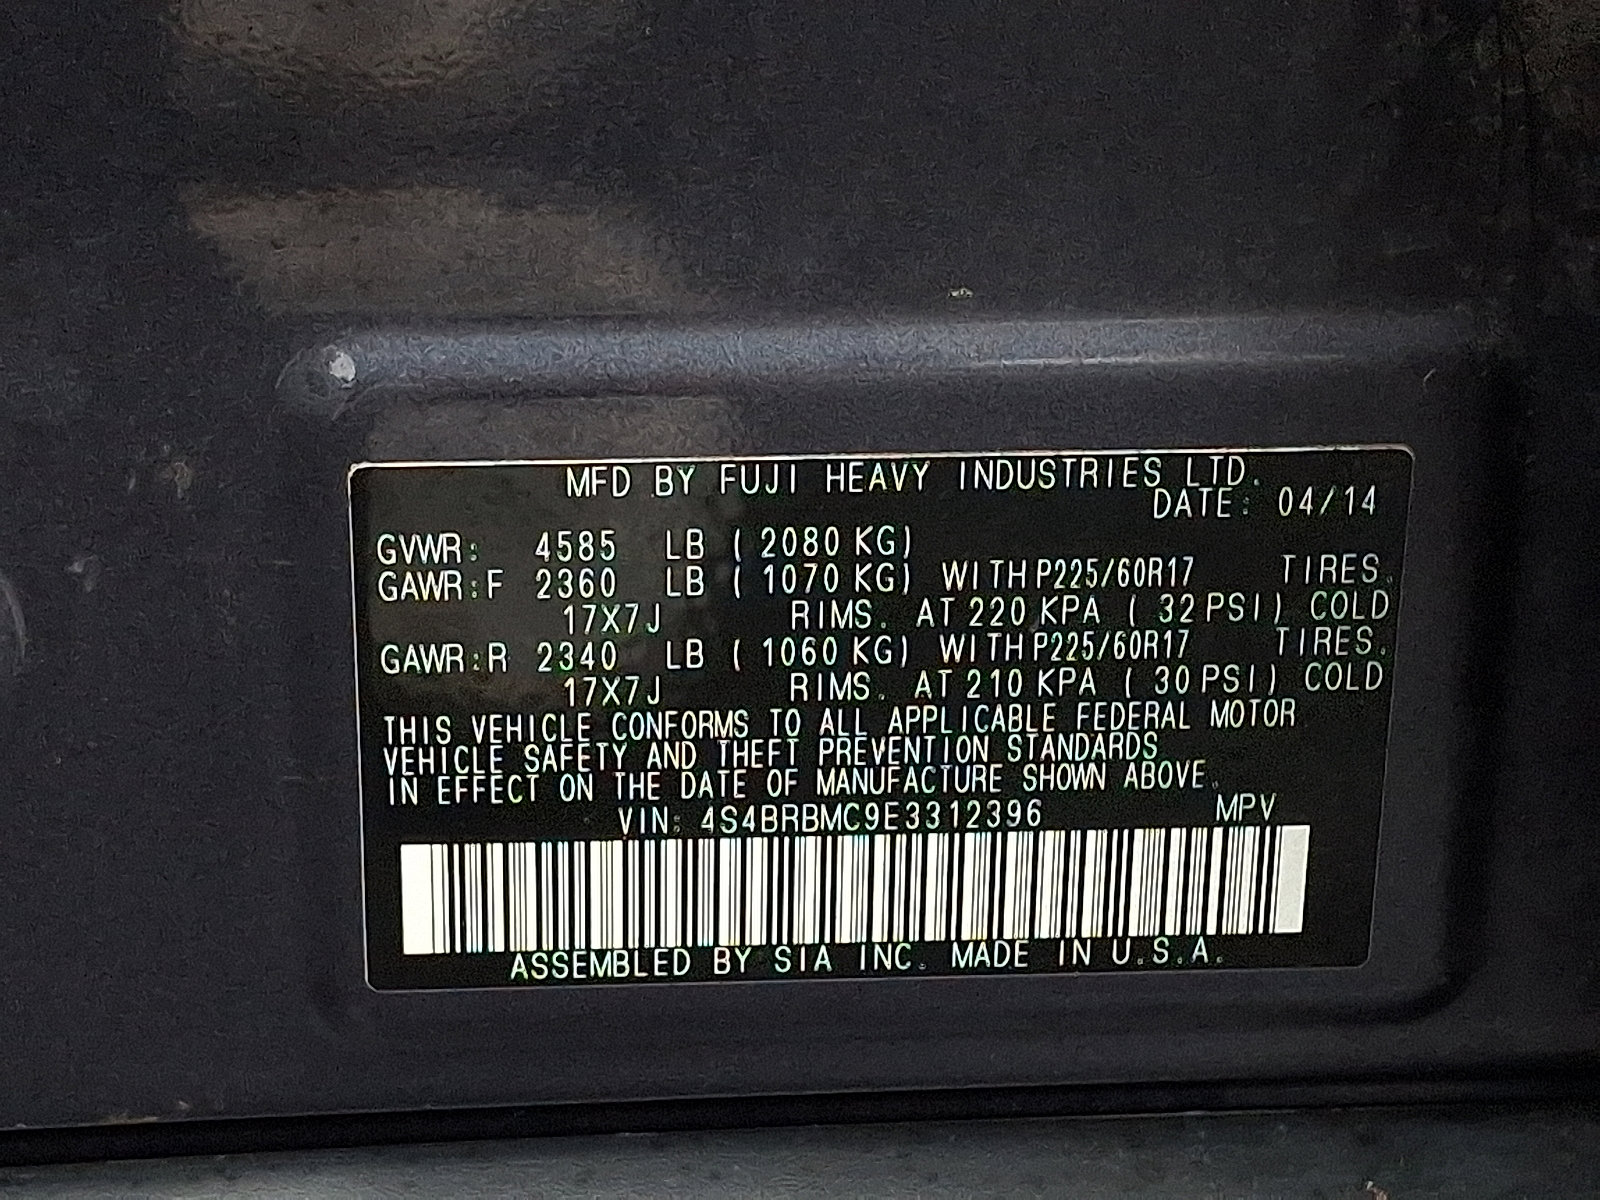 MFD BY FUJI HEAVY INDUSTRIES LTD.
DATE: 04/14
GVWR: 4585 LB ( 2080 KG)
GAWR:F 2360 LB ( 1070 KG) WITH P225/60R17 TIRES.
17X7J RIMS. AT 220 KPA ( 32 PSI) COLD
GAWR:R 2340 LB ( 1060 KG) WITH P225/60R17 TIRES.
17X7J RIMS. AT 210 KPA ( 30 PSI) COLD
THIS VEHICLE CONFORMS TO ALL APPLICABLE FEDERAL MOTOR
VEHICLE SAFETY AND THEFT PREVENTION STANDARDS
IN EFFECT ON THE DATE OF MANUFACTURE SHOWN ABOVE.
VIN: 4S4BRBMC9E3312396 MPV
ASSEMBLED BY SIA INC. MADE IN U.S.A.